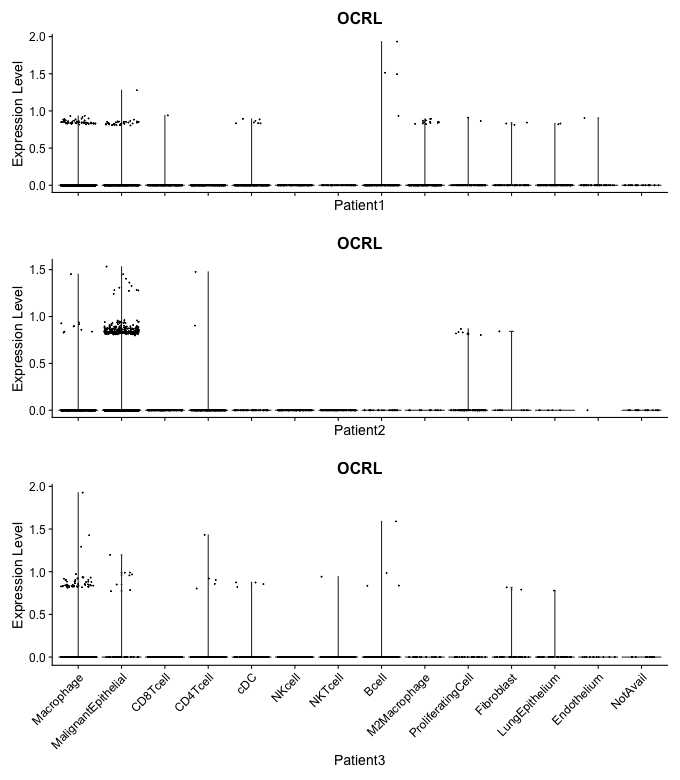 OCRL
Expression Level
2.0
1.5
1.0
0.5
0.0
Patient1
OCRL
Expression Level
1.5
1.0
0.5
0.0
Patient2
OCRL
Expression Level
2.0
1.5
1.0
0.5
0.0
Macrophage
MalignantEpithelial
CD8Tcell
CD4Tcell
cDC
NKcell
NKTcell
Bcell
M2Macrophage
ProliferatingCell
Fibroblast
LungEpithelium
Endothelium
NotAvail
Patient3